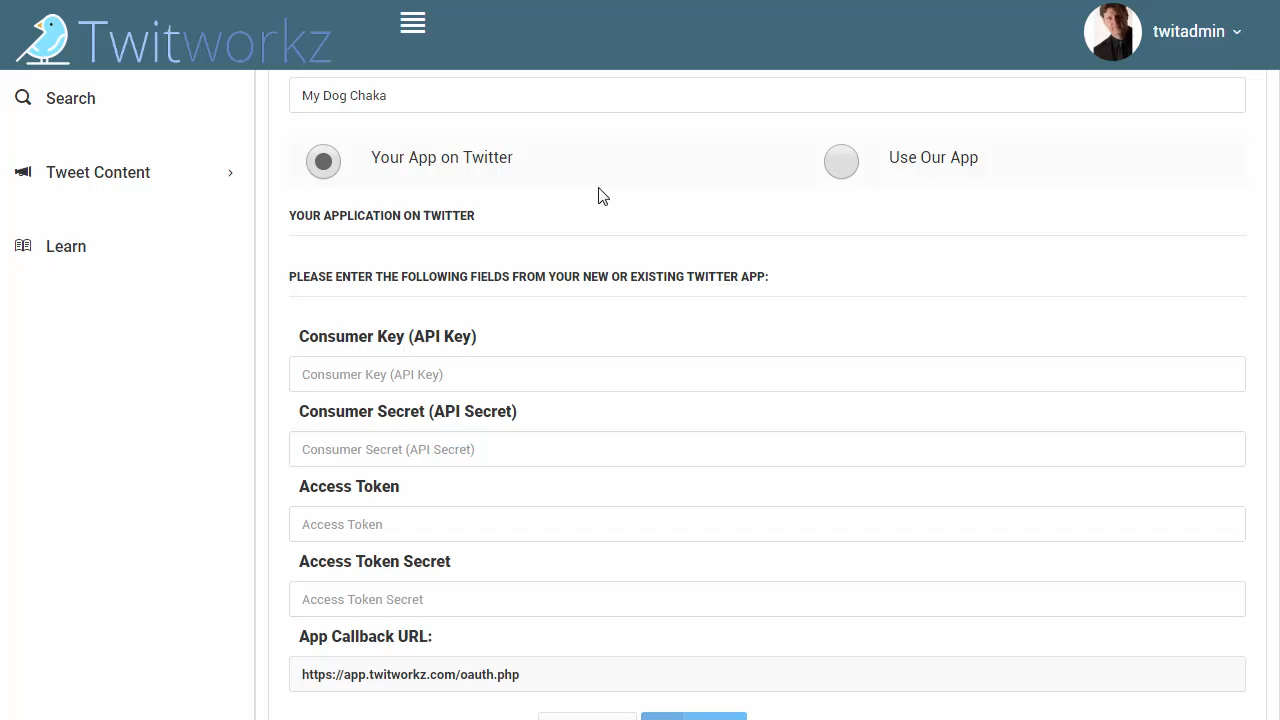 Twitworkz
twitadmin
Search
Tweet Content
Learn
My Dog Chaka
Your App on Twitter
Use Our App
YOUR APPLICATION ON TWITTER
PLEASE ENTER THE FOLLOWING FIELDS FROM YOUR NEW OR EXISTING TWITTER APP:
Consumer Key (API Key)
Consumer Key (API Key)
Consumer Secret (API Secret)
Consumer Secret (API Secret)
Access Token
Access Token
Access Token Secret
Access Token Secret
App Callback URL:
https://app.twitworkz.com/oauth.php